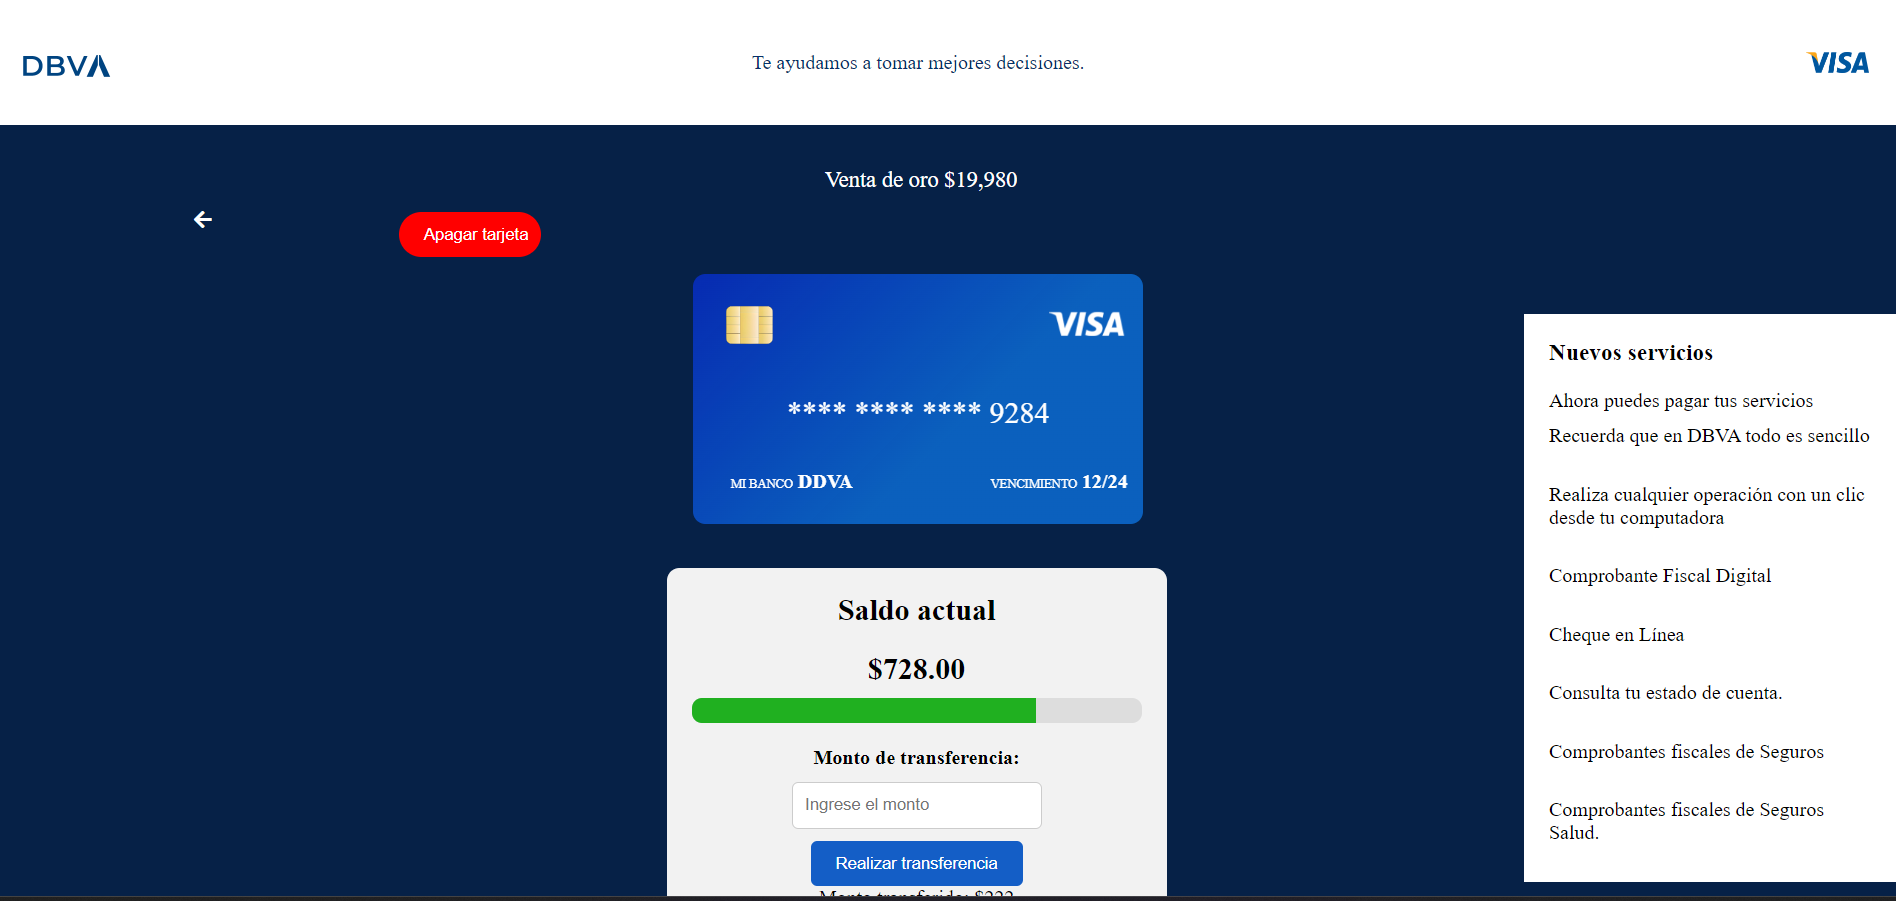 DBVA
Te ayudamos a tomar mejores decisiones.
VISA
Venta de oro $19,980
Apagar tarjeta
VISA
**** **** **** 9284
MI BANCO DDVA
VENCIMIENTO 12/24
Saldo actual
$728.00
Monto de transferencia:
Ingrese el monto
Realizar transferencia
Monto transferido: $222
Nuevos servicios
Ahora puedes pagar tus servicios
Recuerda que en DBVA todo es sencillo
Realiza cualquier operación con un clic
desde tu computadora
Comprobante Fiscal Digital
Cheque en Línea
Consulta tu estado de cuenta.
Comprobantes fiscales de Seguros
Comprobantes fiscales de Seguros
Salud.